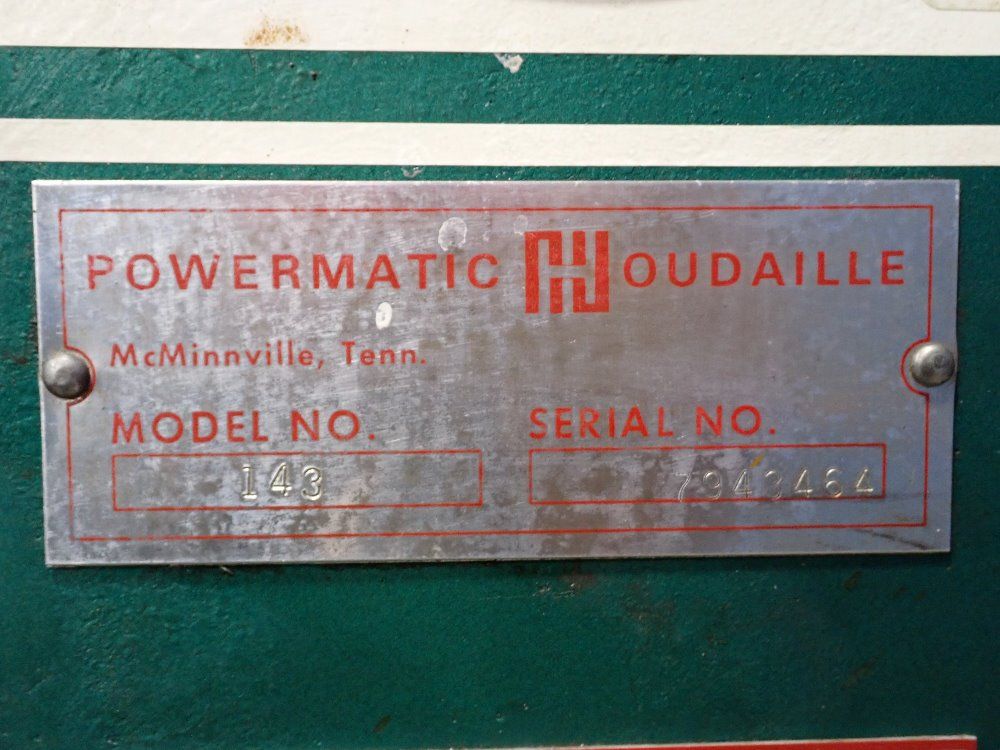 POWERMATIC HOUDAILLE
McMinnville, Tenn.
MODEL NO. SERIAL NO.
143 7943464